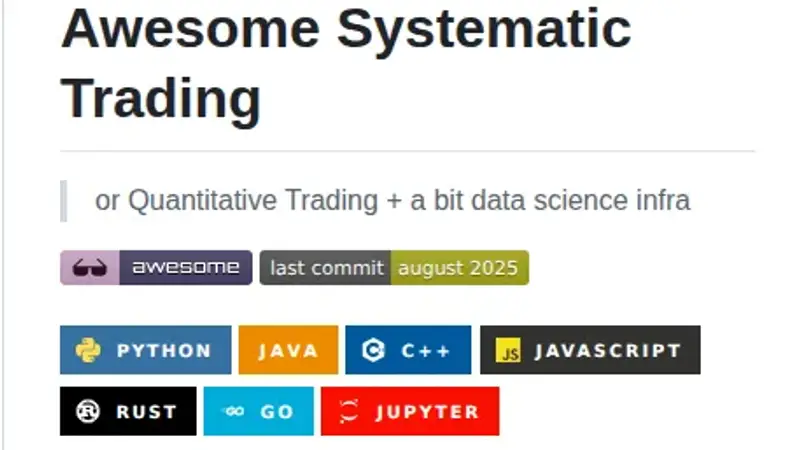 Awesome Systematic
Trading
or Quantitative Trading + a bit data science infra
awesome last commit august 2025
PYTHON JAVA C++ JS JAVASCRIPT
R RUST GO JUPYTER